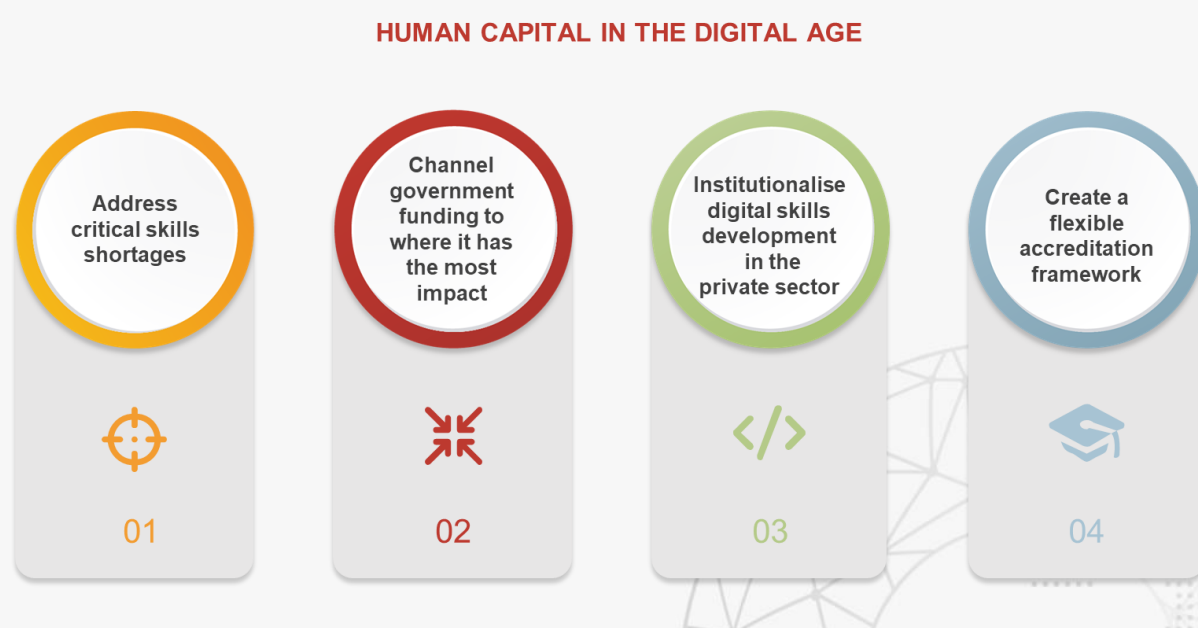 HUMAN CAPITAL IN THE DIGITAL AGE
Address
critical skills
shortages
01
Channel
government
funding to
where it has
the most
impact
02
Institutionalise
digital skills
development
in the
private sector
03
Create a
flexible
accreditation
framework
04